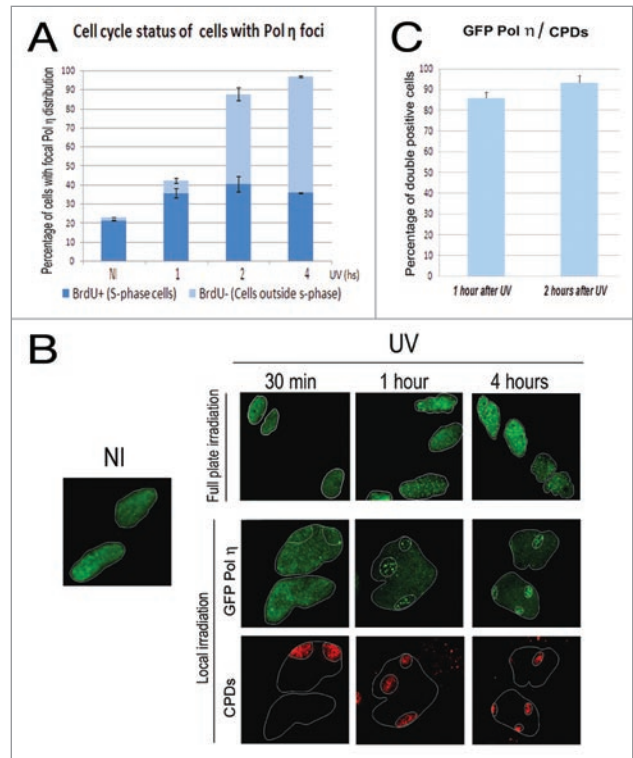 A
Cell cycle status of cells with Pol η foci
Percentage of cells with focal Pol η distribution
100
90
80
70
60
50
40
30
20
10
0
NI 1 2 4 UV (hs)
BrdU+ (S-phase cells) BrdU- (Cells outside s-phase)
C
GFP Pol η / CPDs
Percentage of double positive cells
100
90
80
70
60
50
40
30
20
10
0
1 hour after UV 2 hours after UV
B
UV
30 min 1 hour 4 hours
NI
Full plate irradiation
Local irradiation
GFP Pol η
CPDs